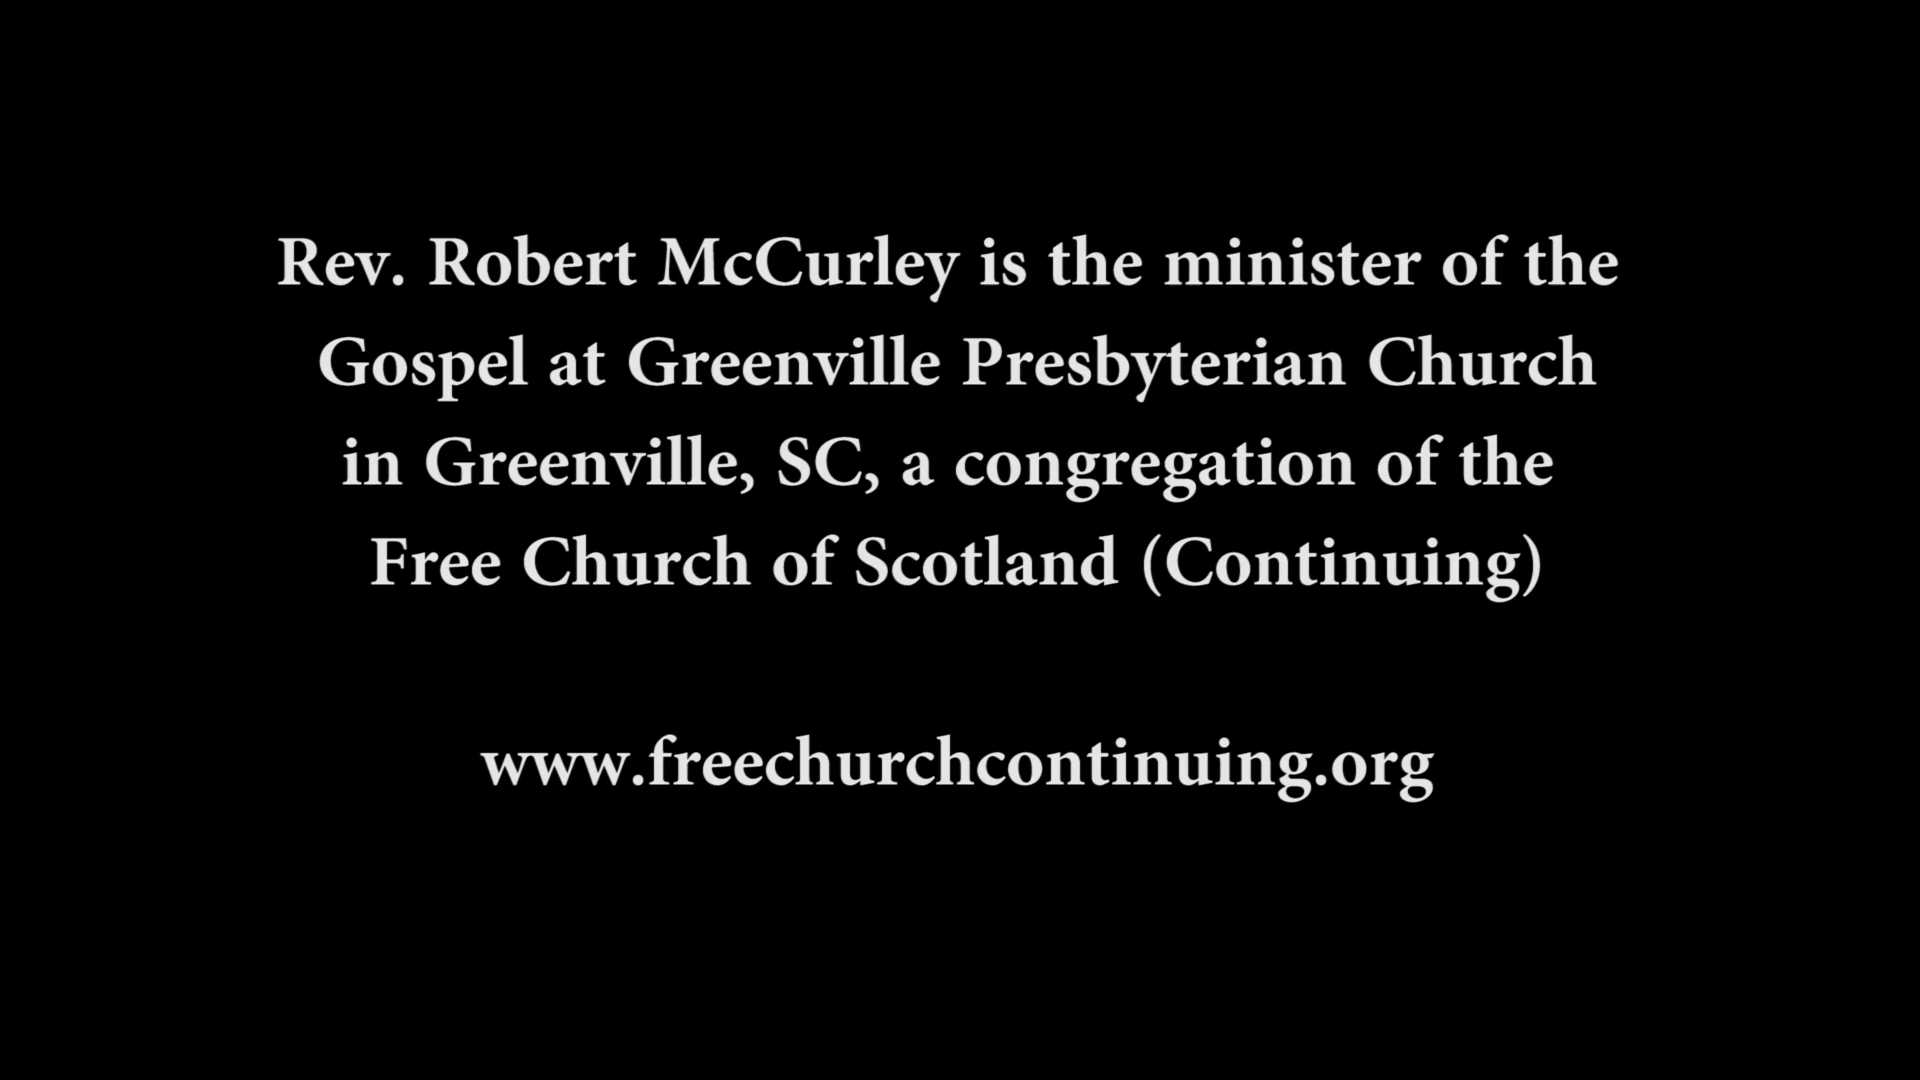 Rev. Robert McCurley is the minister of the
Gospel at Greenville Presbyterian Church
in Greenville, SC, a congregation of the
Free Church of Scotland (Continuing)
www.freechurchcontinuing.org